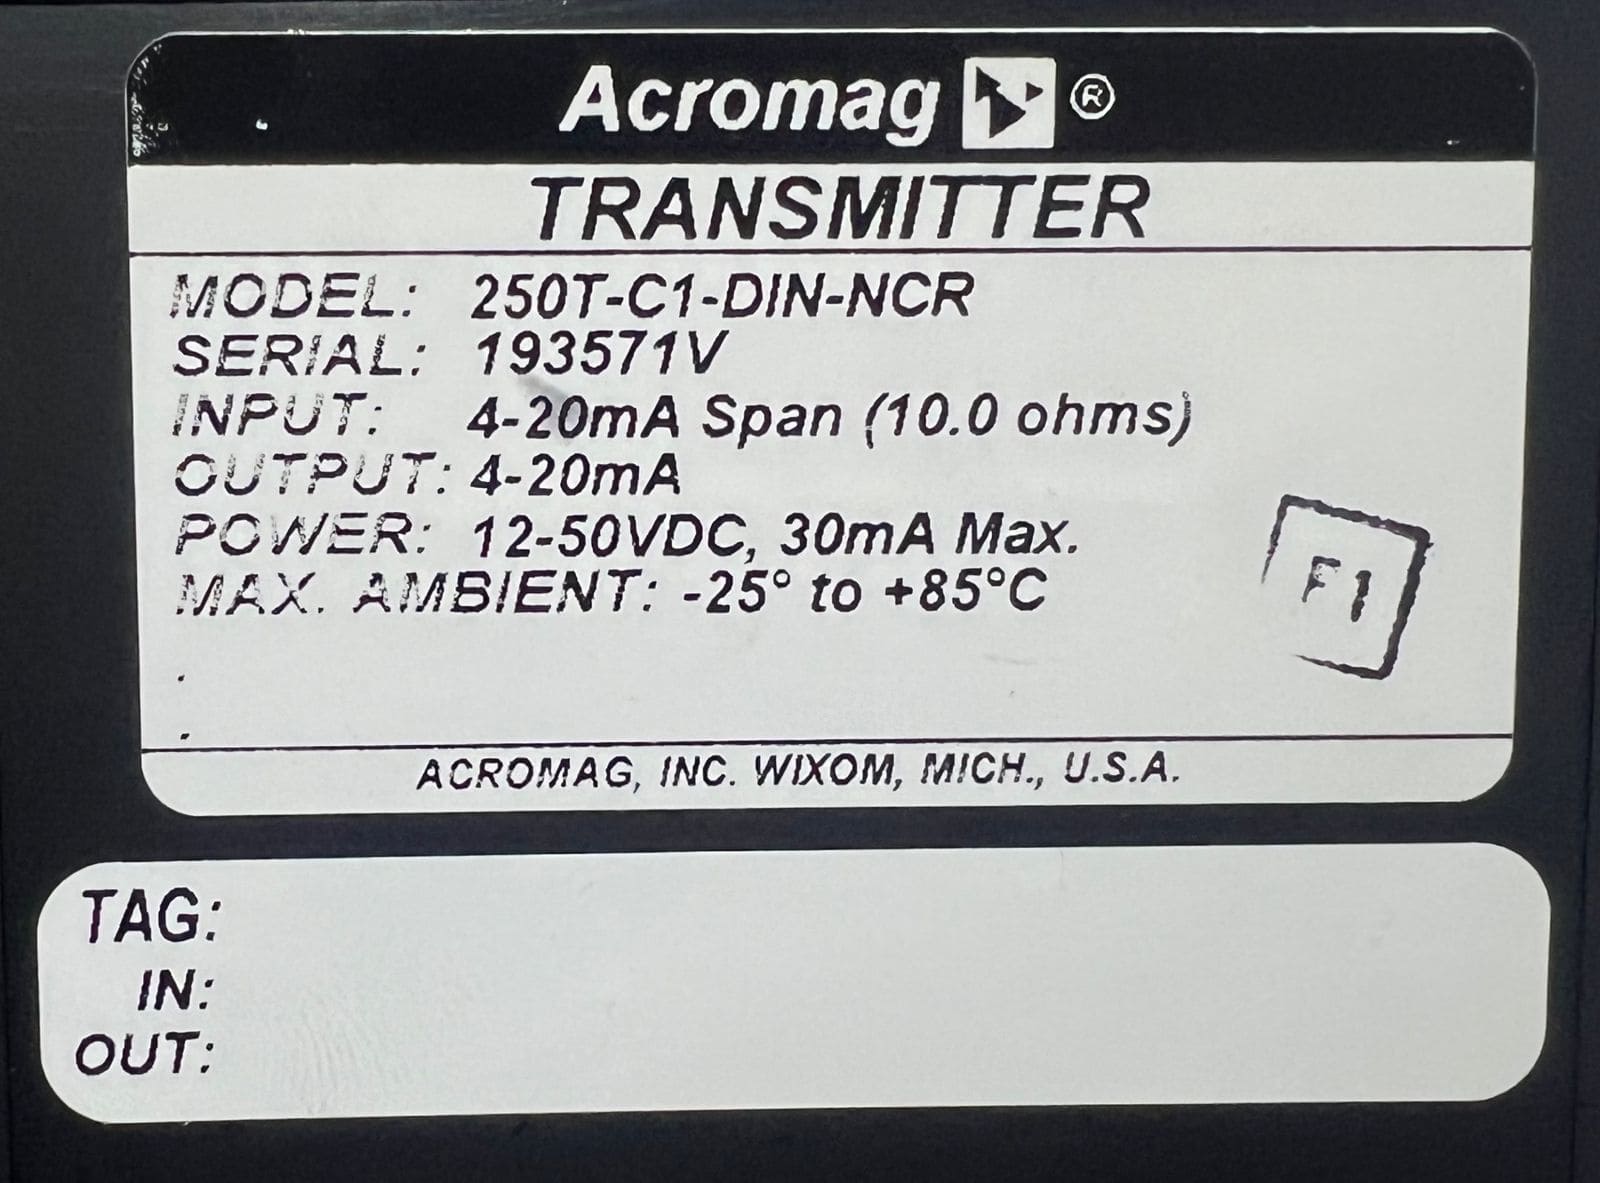 Acromag ®
TRANSMITTER
MODEL: 250T-C1-DIN-NCR
SERIAL: 193571V
INPUT: 4-20mA Span (10.0 ohms)
OUTPUT: 4-20mA
POWER: 12-50VDC, 30mA Max.
MAX. AMBIENT: -25° to +85°C
F1
ACROMAG, INC. WIXOM, MICH., U.S.A.
TAG:
IN:
OUT: